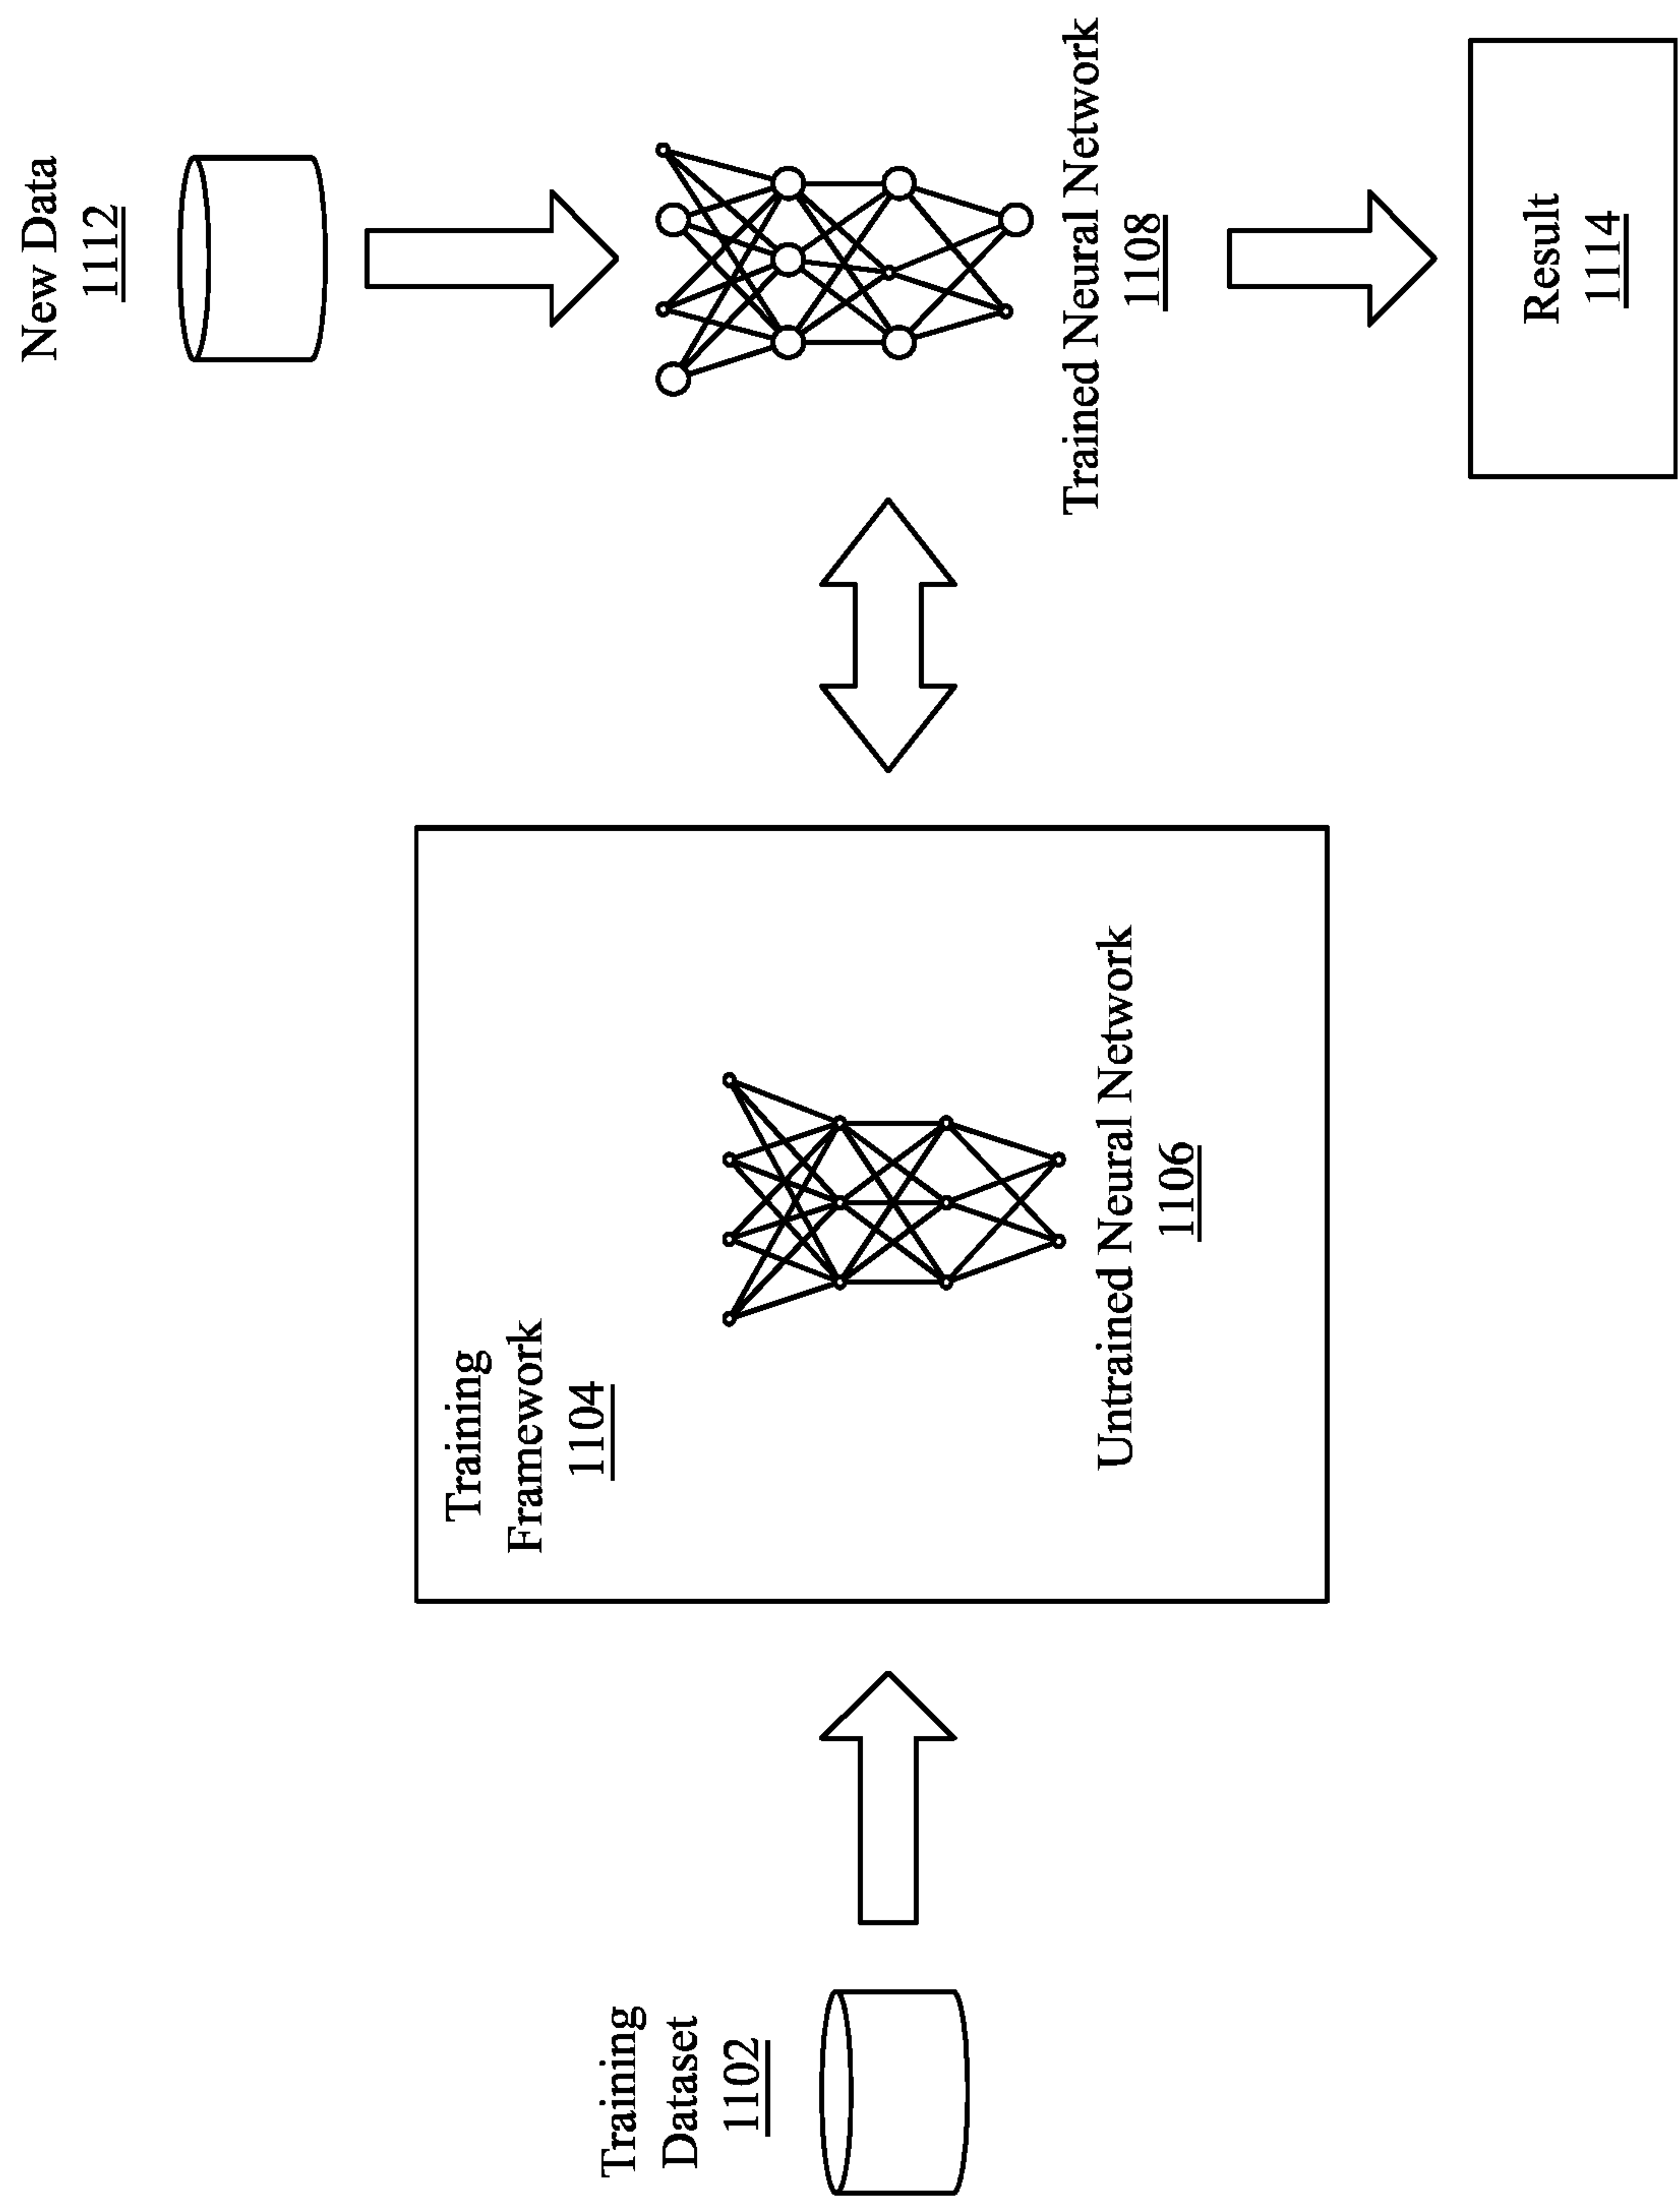 Training
Dataset
1102
Training
Framework
1104
Untrained Neural Network
1106
New Data
1112
Trained Neural Network
1108
Result
1114